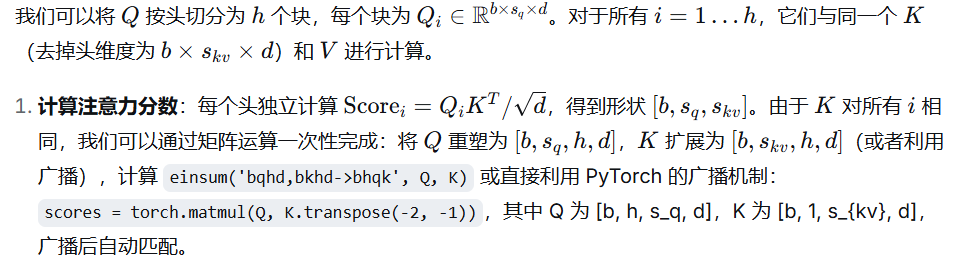 我们可以将 Q 按头切分为 h 个块，每个块为 Q_i ∈ ℝ^{b×s_q×d}。对于所有 i = 1…h，它们与同一个 K
（去掉头维度为 b × s_{kv} × d）和 V 进行计算。
1. 计算注意力分数：每个头独立计算 Score_i = Q_i K^T/√d，得到形状 [b, s_q, s_{kv}]。由于 K 对所有 i 相
同，我们可以通过矩阵运算一次性完成：将 Q 重塑为 [b, s_q, h, d]，K 扩展为 [b, s_{kv}, h, d]（或者利用
广播），计算 einsum('bqhd,bkhd->bhqk', Q, K) 或直接利用 PyTorch 的广播机制：
scores = torch.matmul(Q, K.transpose(-2, -1))，其中 Q 为 [b, h, s_q, d]，K 为 [b, 1, s_{kv}, d]，
广播后自动匹配。